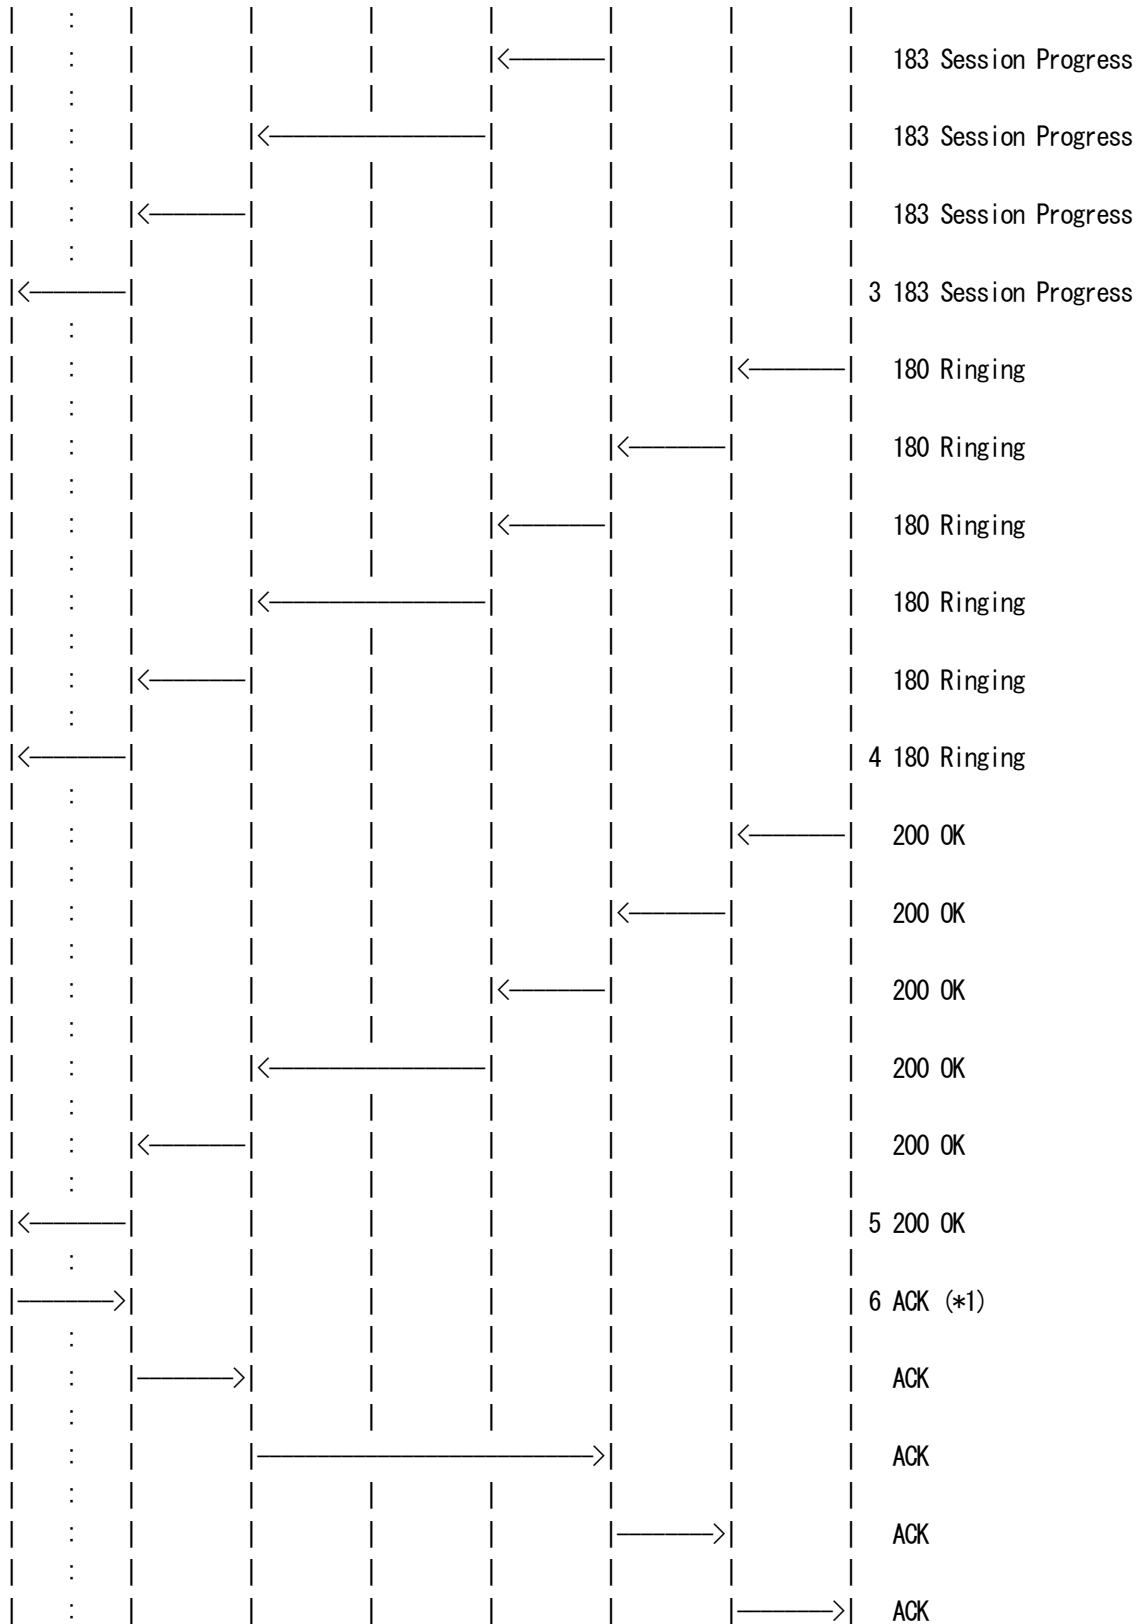 183 Session Progress
183 Session Progress
183 Session Progress
3 183 Session Progress
180 Ringing
180 Ringing
180 Ringing
180 Ringing
180 Ringing
4 180 Ringing
200 OK
200 OK
200 OK
200 OK
200 OK
5 200 OK
6 ACK (*1)
ACK
ACK
ACK
ACK